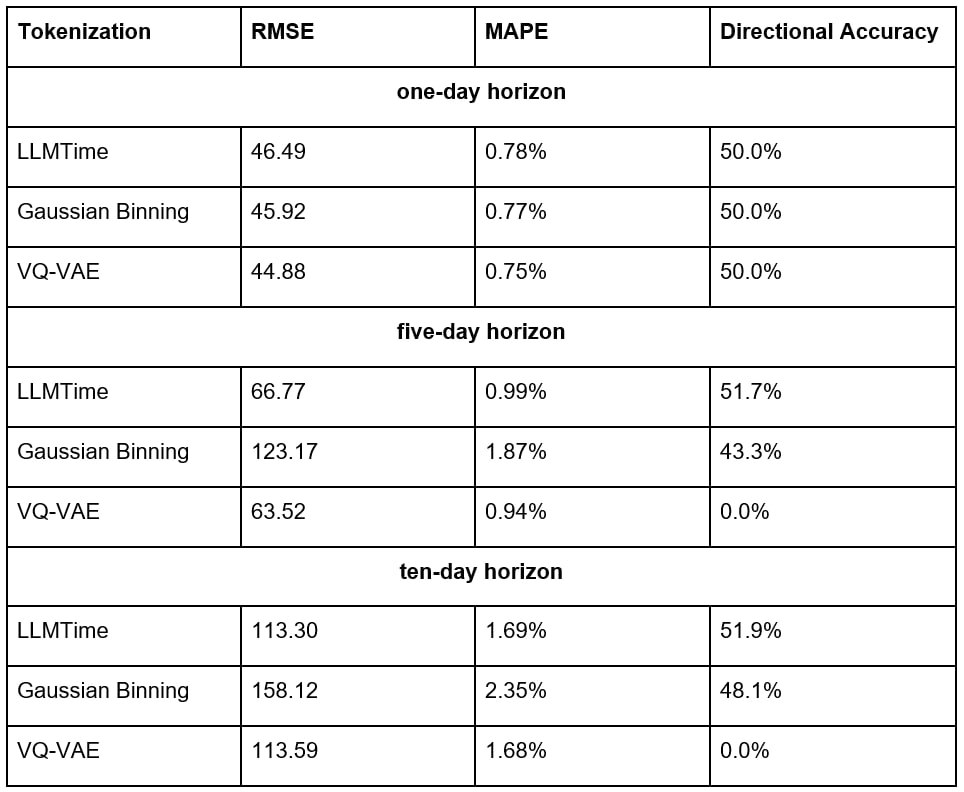 Tokenization RMSE MAPE Directional Accuracy
one-day horizon
LLMTime 46.49 0.78% 50.0%
Gaussian Binning 45.92 0.77% 50.0%
VQ-VAE 44.88 0.75% 50.0%
five-day horizon
LLMTime 66.77 0.99% 51.7%
Gaussian Binning 123.17 1.87% 43.3%
VQ-VAE 63.52 0.94% 0.0%
ten-day horizon
LLMTime 113.30 1.69% 51.9%
Gaussian Binning 158.12 2.35% 48.1%
VQ-VAE 113.59 1.68% 0.0%